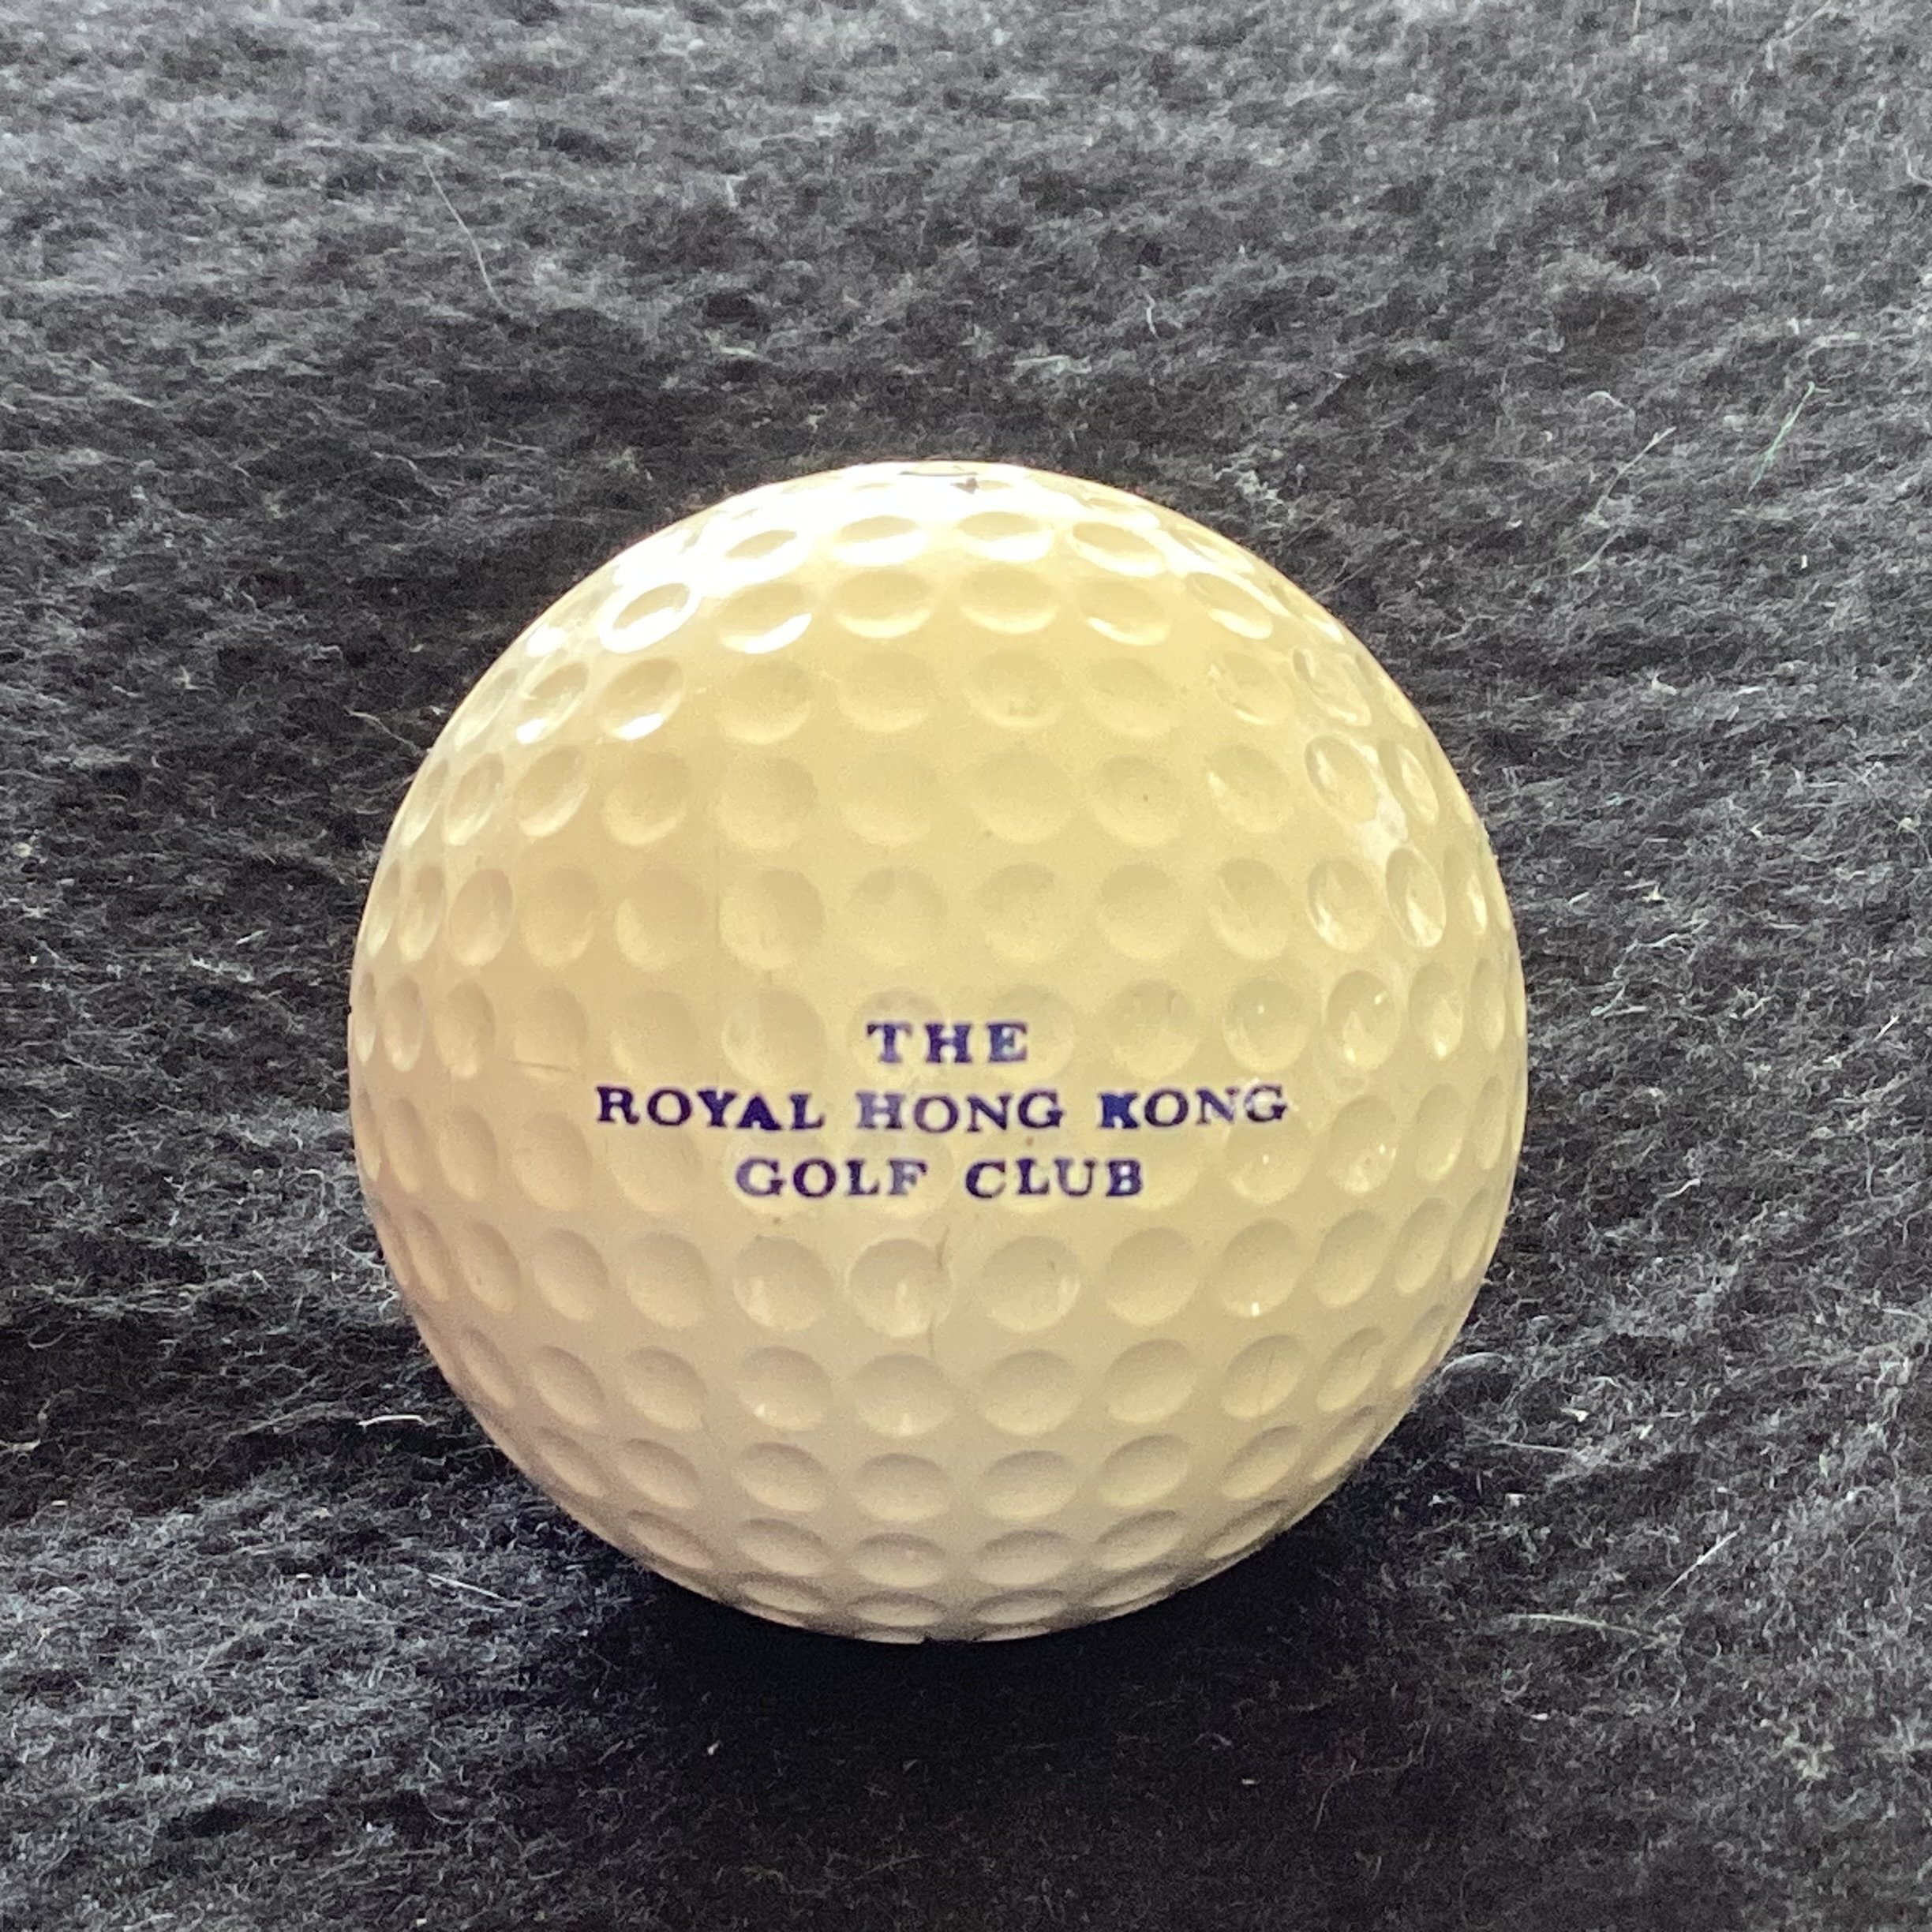 THE
ROYAL HONG KONG
GOLF CLUB